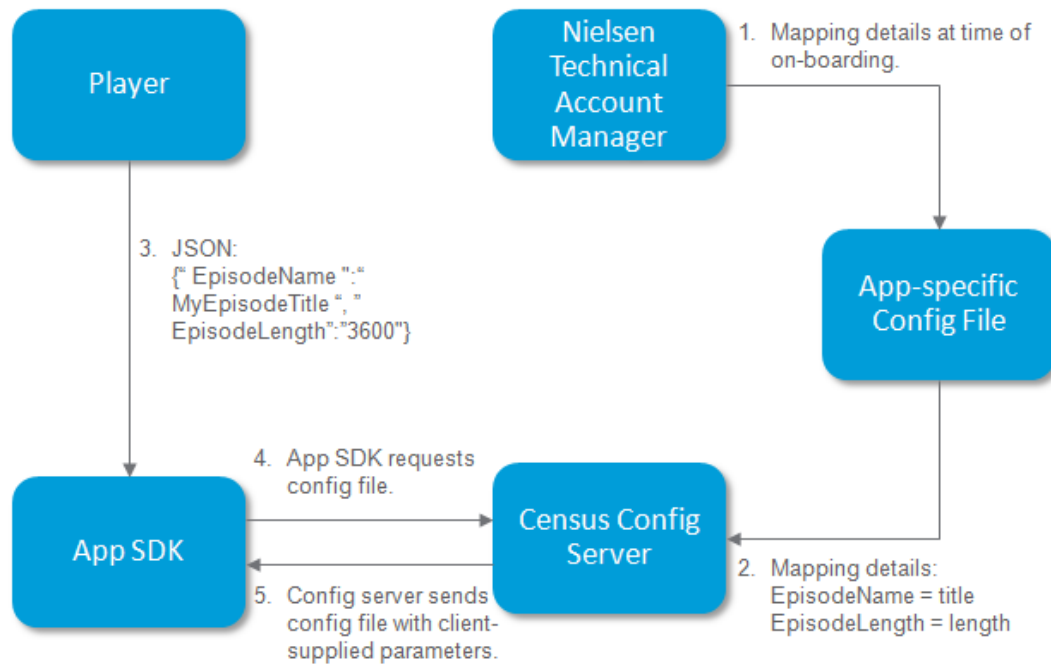 Player
Nielsen
Technical
Account
Manager
1. Mapping details at time of
on-boarding.
3. JSON:
{“ EpisodeName ":“
MyEpisodeTitle “, ”
EpisodeLength”:”3600"}
App-specific
Config File
4. App SDK requests
config file.
App SDK
Census Config
Server
5. Config server sends
config file with client-
supplied parameters.
2. Mapping details:
EpisodeName = title
EpisodeLength = length